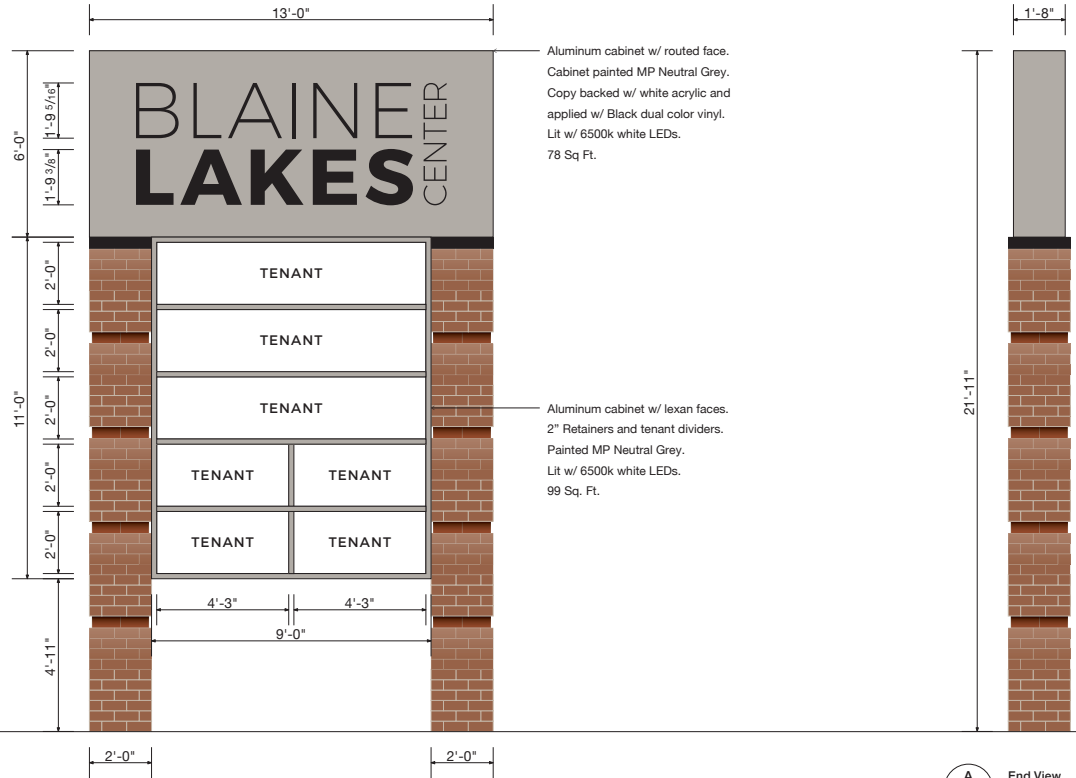 13'-0"
1'-8"
Aluminum cabinet w/ routed face.
Cabinet painted MP Neutral Grey.
Copy backed w/ white acrylic and
applied w/ Black dual color vinyl.
Lit w/ 6500k white LEDs.
78 Sq Ft.
6'-0"
1'-9 5/16"
1'-9 3/8"
BLAINE
LAKES
CENTER
11'-0"
2'-0"
TENANT
2'-0"
TENANT
2'-0"
TENANT
2'-0"
TENANT TENANT
2'-0"
TENANT TENANT
21'-11"
Aluminum cabinet w/ lexan faces.
2” Retainers and tenant dividers.
Painted MP Neutral Grey.
Lit w/ 6500k white LEDs.
99 Sq. Ft.
4'-3" 4'-3"
9'-0"
4'-11"
2'-0" 2'-0"
A
End View